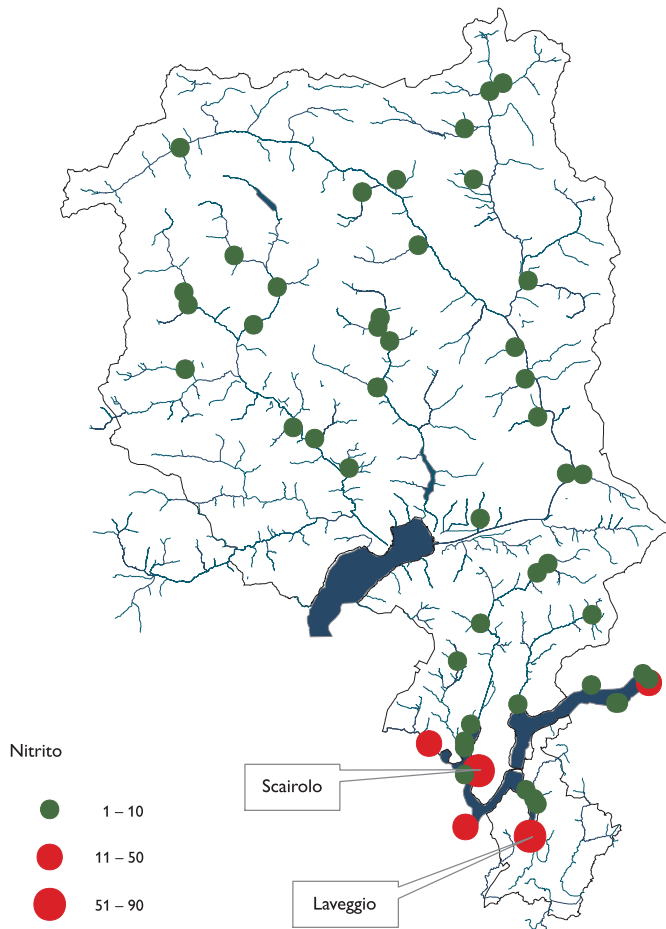 Nitrito
1 – 10
11 – 50
51 – 90
Scairolo
Laveggio